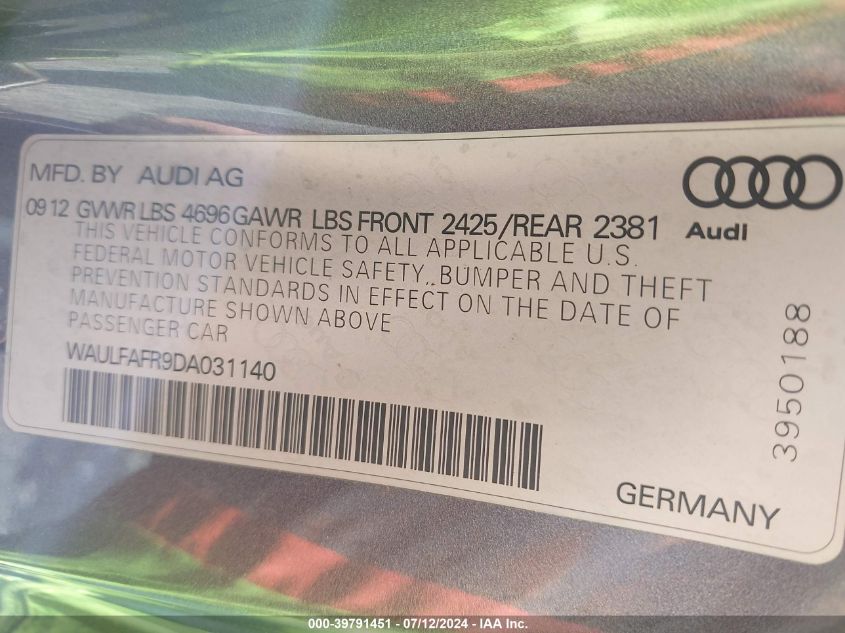 MFD. BY AUDI AG
09 12 GVWR LBS 4696 GAWR LBS FRONT 2425/REAR 2381
Audi
THIS VEHICLE CONFORMS TO ALL APPLICABLE U.S.
FEDERAL MOTOR VEHICLE SAFETY, BUMPER AND THEFT
PREVENTION STANDARDS IN EFFECT ON THE DATE OF
MANUFACTURE SHOWN ABOVE
PASSENGER CAR
WAULFAFR9DA031140
3950188
GERMANY
000-39791451 - 07/12/2024 - IAA Inc.